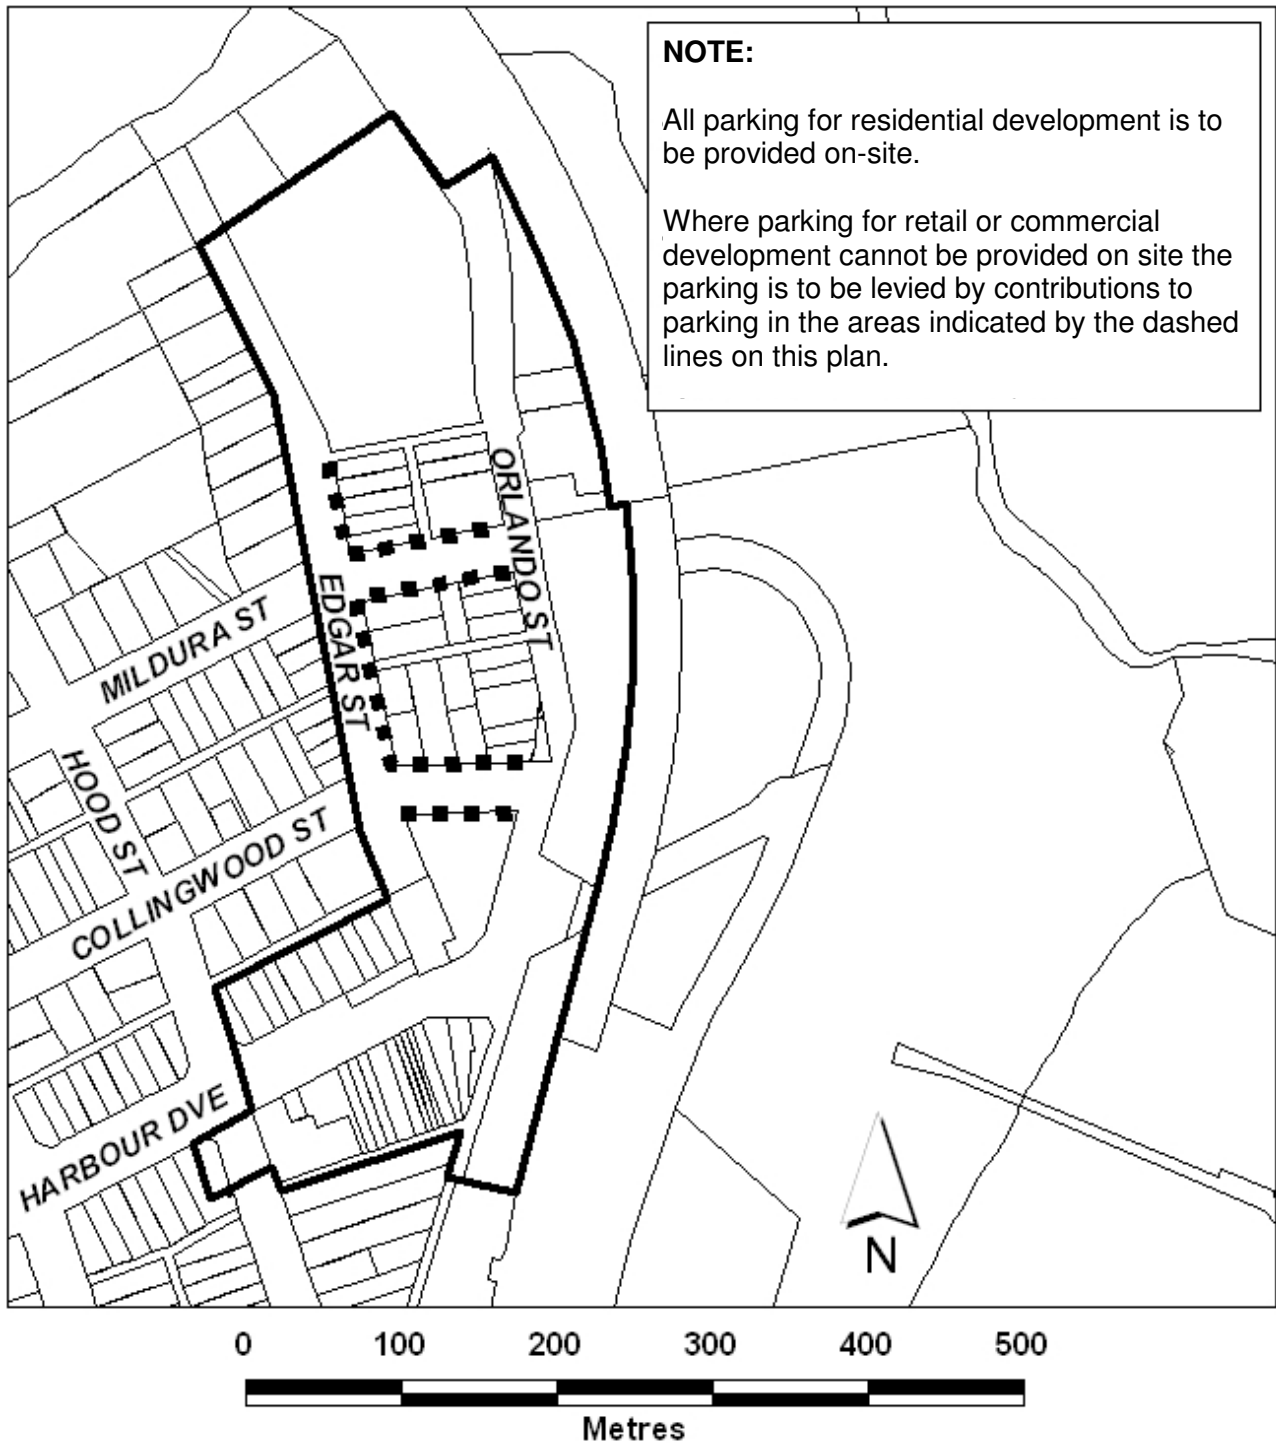 NOTE:
All parking for residential development is to
be provided on-site.
Where parking for retail or commercial
development cannot be provided on site the
parking is to be levied by contributions to
parking in the areas indicated by the dashed
lines on this plan.
ORLANDO ST
EDGAR ST
MILDURA ST
HOOD ST
COLLINGWOOD ST
HARBOUR DVE
N
0 100 200 300 400 500
Metres